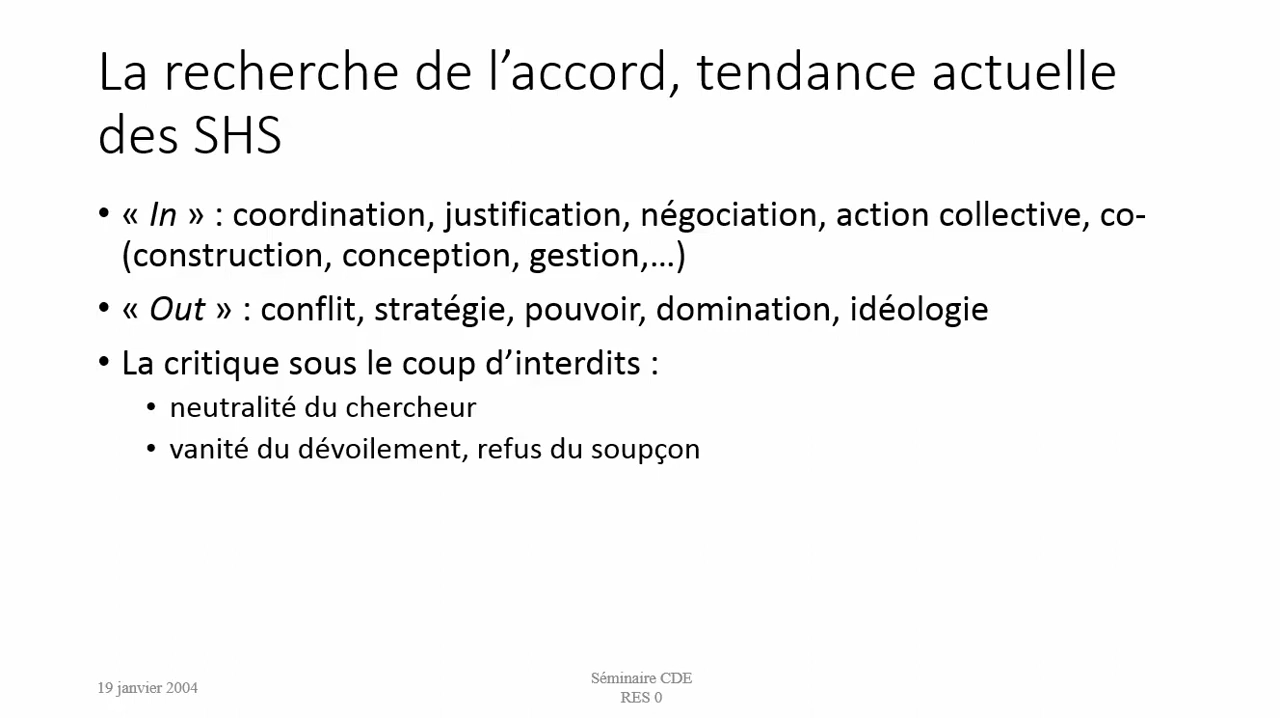 La recherche de l’accord, tendance actuelle
des SHS
• « In » : coordination, justification, négociation, action collective, co-
(construction, conception, gestion,…)
• « Out » : conflit, stratégie, pouvoir, domination, idéologie
• La critique sous le coup d’interdits :
• neutralité du chercheur
• vanité du dévoilement, refus du soupçon
19 janvier 2004
Séminaire CDE
RES 0